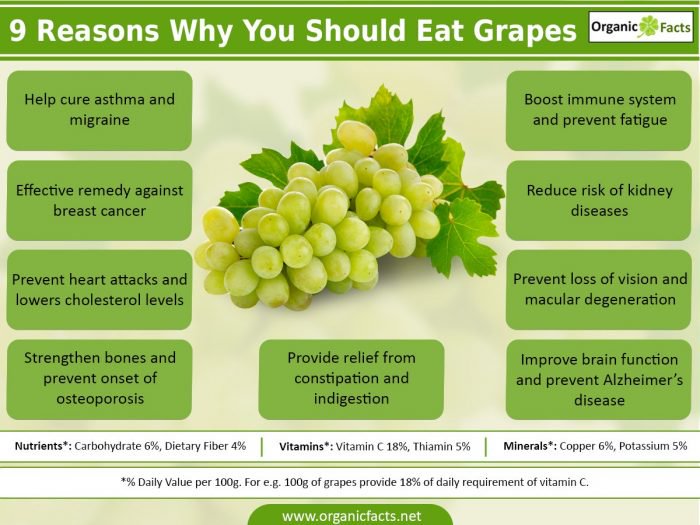 9 Reasons Why You Should Eat Grapes
Organic Facts
Help cure asthma and
migraine
Effective remedy against
breast cancer
Prevent heart attacks and
lowers cholesterol levels
Strengthen bones and
prevent onset of
osteoporosis
Provide relief from
constipation and
indigestion
Boost immune system
and prevent fatigue
Reduce risk of kidney
diseases
Prevent loss of vision and
macular degeneration
Improve brain function
and prevent Alzheimer's
disease
Nutrients*: Carbohydrate 6%, Dietary Fiber 4%
Vitamins*: Vitamin C 18%, Thiamin 5%
Minerals*: Copper 6%, Potassium 5%
*% Daily Value per 100g. For e.g. 100g of grapes provide 18% of daily requirement of vitamin C.
www.organicfacts.net